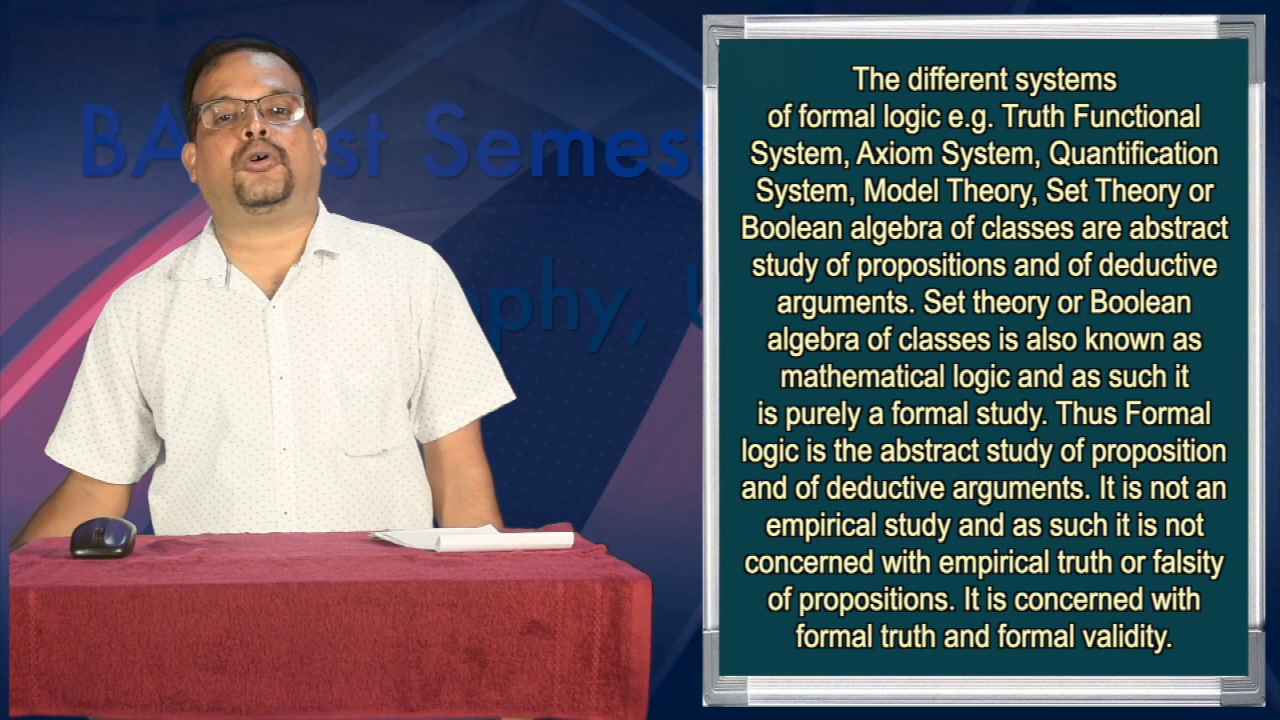 BA st Semes
ophy,
The different systems
of formal logic e.g. Truth Functional
System, Axiom System, Quantification
System, Model Theory, Set Theory or
Boolean algebra of classes are abstract
study of propositions and of deductive
arguments. Set theory or Boolean
algebra of classes is also known as
mathematical logic and as such it
is purely a formal study. Thus Formal
logic is the abstract study of proposition
and of deductive arguments. It is not an
empirical study and as such it is not
concerned with empirical truth or falsity
of propositions. It is concerned with
formal truth and formal validity.